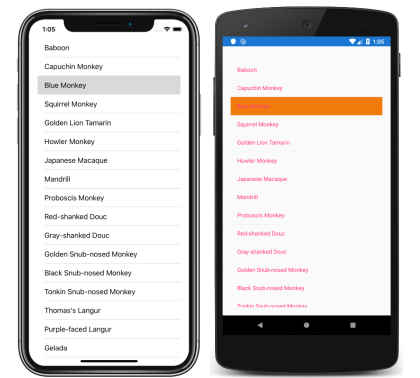 1:05
Baboon
Capuchin Monkey
Blue Monkey
Squirrel Monkey
Golden Lion Tamarin
Howler Monkey
Japanese Macaque
Mandrill
Proboscis Monkey
Red-shanked Douc
Gray-shanked Douc
Golden Snub-nosed Monkey
Black Snub-nosed Monkey
Tonkin Snub-nosed Monkey
Thomas's Langur
Purple-faced Langur
Gelada
1:05
Baboon
Capuchin Monkey
Blue Monkey
Squirrel Monkey
Golden Lion Tamarin
Howler Monkey
Japanese Macaque
Mandrill
Proboscis Monkey
Red-shanked Douc
Gray-shanked Douc
Golden Snub-nosed Monkey
Black Snub-nosed Monkey
Tonkin Snub-nosed Monkey